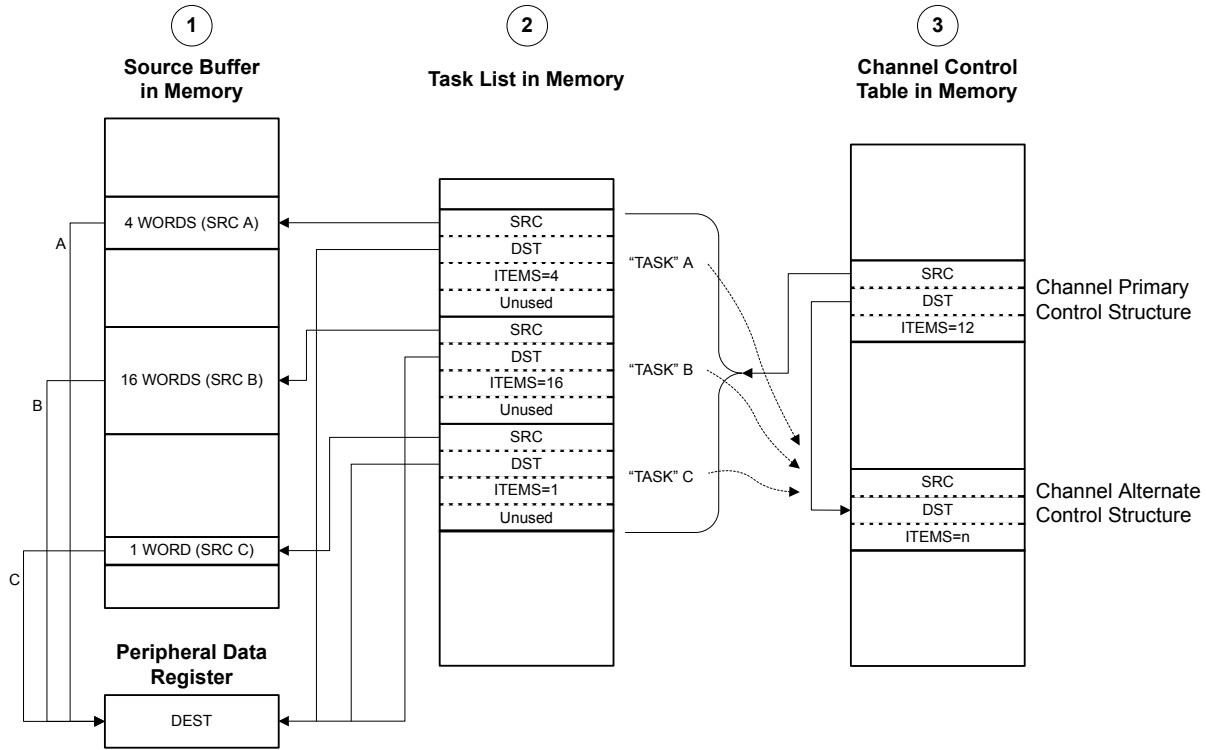 1
Source Buffer
in Memory
4 WORDS (SRC A)
16 WORDS (SRC B)
1 WORD (SRC C)
A
B
C
Peripheral Data
Register
DEST
2
Task List in Memory
SRC
DST
ITEMS=4
Unused
SRC
DST
ITEMS=16
Unused
SRC
DST
ITEMS=1
Unused
“TASK” A
“TASK” B
“TASK” C
3
Channel Control
Table in Memory
SRC
DST
ITEMS=12
Channel Primary
Control Structure
SRC
DST
ITEMS=n
Channel Alternate
Control Structure